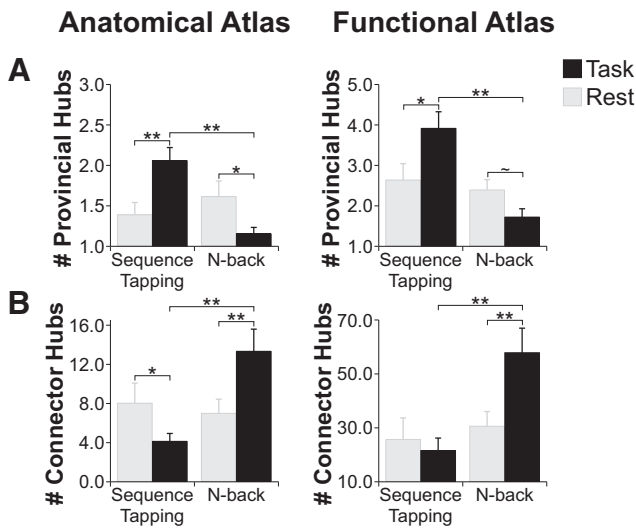 Anatomical Atlas Functional Atlas
A
# Provincial Hubs
3.0
2.5
2.0
1.5
1.0
** ** *
Sequence Tapping
N-back
# Provincial Hubs
5.0
4.0
3.0
2.0
1.0
* ** ~
Sequence Tapping
N-back
Task
Rest
B
# Connector Hubs
16.0
12.0
8.0
4.0
0.0
* ** **
Sequence
Tapping
N-back
# Connector Hubs
70.0
50.0
30.0
10.0
** **
Sequence
Tapping
N-back